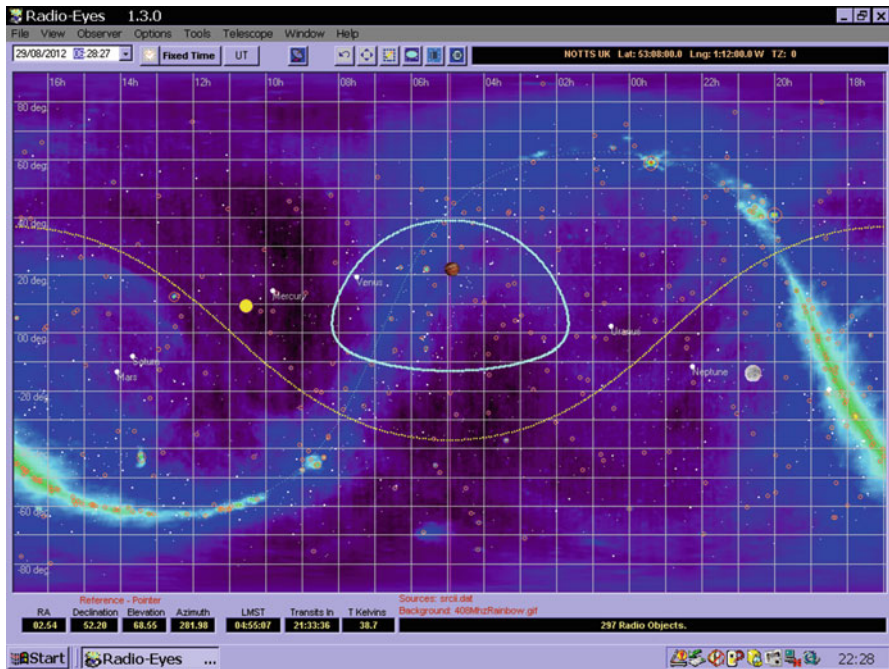 Radio-Eyes 1.3.0
File View Observer Options Tools Telescope Window Help
29/08/2012 05:28:27 Fixed Time UT NOTTS UK Lat: 53:08:00.0 Lng: 1:12:00.0 W TZ: 0
16h 14h 12h 10h 08h 06h 04h 02h 00h 22h 20h 18h
80 deg.
60 deg.
40 deg.
20 deg.
00 deg.
-20 deg.
-40 deg.
-60 deg.
-80 deg.
Venus
Mercury
Uranus
Saturn
Neptune
Mars
Reference - Pointer
Sources: srcii.dat
RA Declination Elevation Azimuth LMST Transits In T Kelvins Background: 408MhzRainbow.gif
02.54 52.20 68.55 281.98 04:55:07 21:33:36 38.7 297 Radio Objects.
Start Radio-Eyes ... 22:28